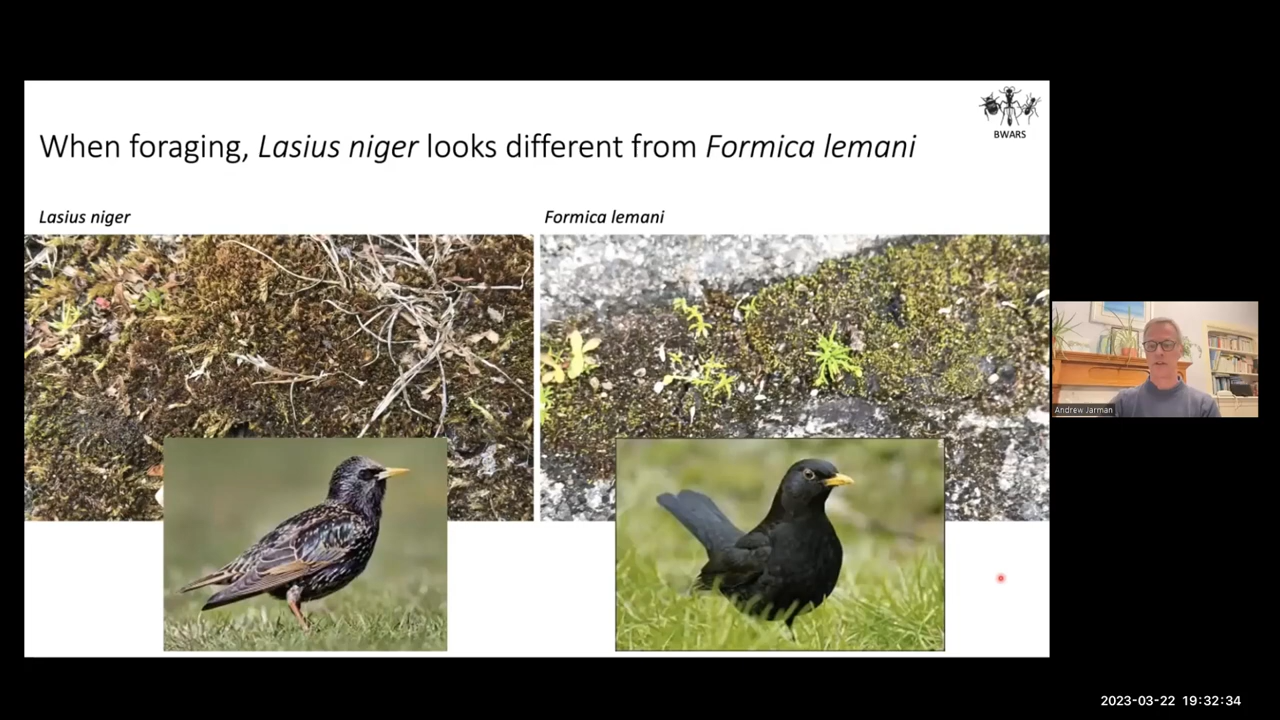 BWARS
When foraging, Lasius niger looks different from Formica lemani
Lasius niger
Formica lemani
Andrew Jarman
2023-03-22 19:32:34